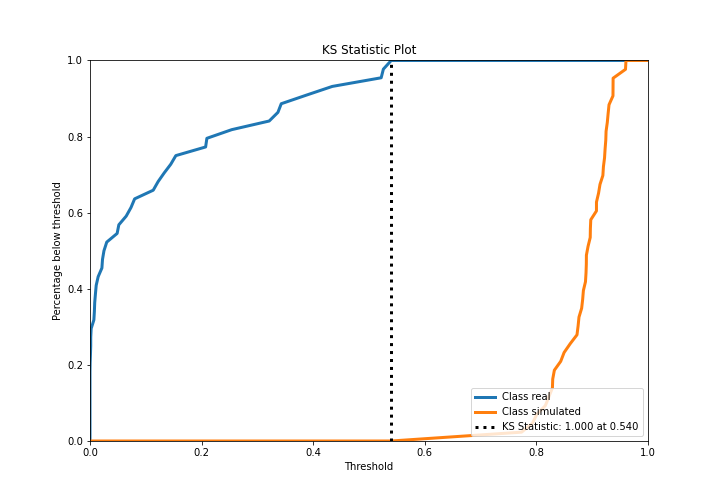 KS Statistic Plot
1.0
0.8
0.6
0.4
0.2
0.0
Percentage below threshold
Class real
Class simulated
KS Statistic: 1.000 at 0.540
0.0 0.2 0.4 0.6 0.8 1.0
Threshold